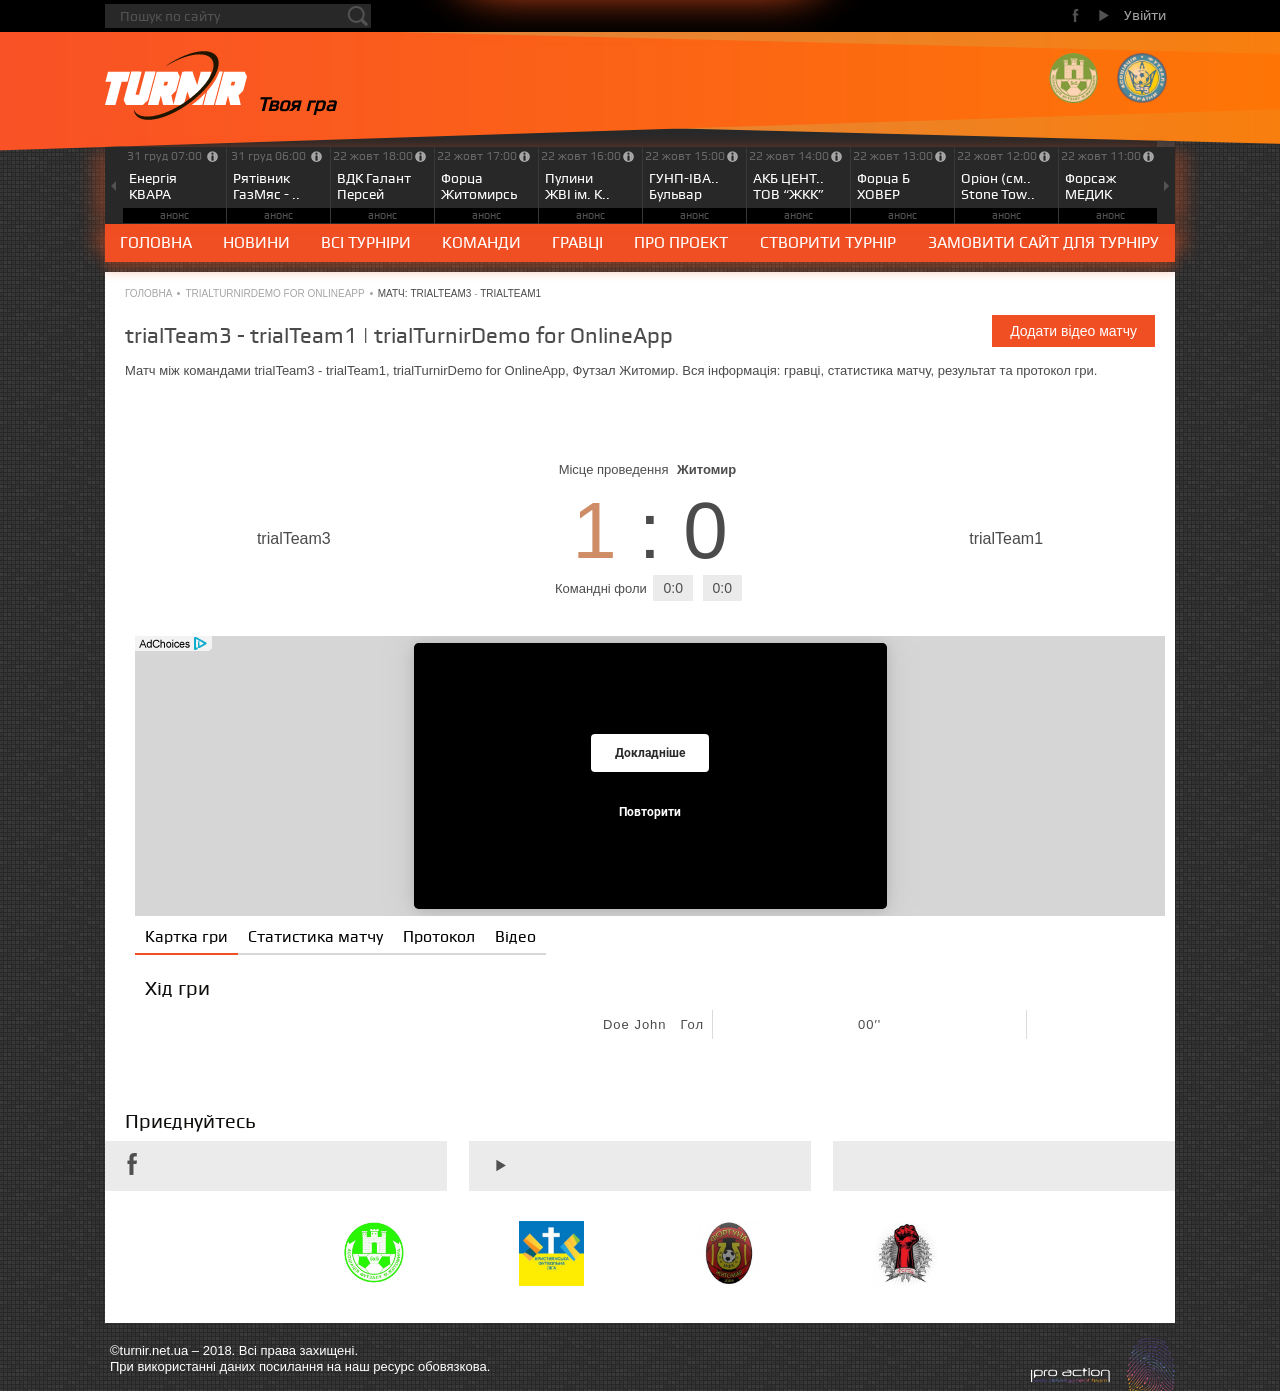 Пошук по сайту
Увійти
TURNIR
Твоя гра
31 груд 07:00 31 груд 06:00 22 жовт 18:00 22 жовт 17:00 22 жовт 16:00 22 жовт 15:00 22 жовт 14:00 22 жовт 13:00 22 жовт 12:00 22 жовт 11:00
Енергія Рятівник ВДК Галант Форца Пулини ГУНП-ІВА.. АКБ ЦЕНТ.. Форца Б Оріон (см.. Форсаж
КВАРА ГазМяс - .. Персей Житомирсь ЖВІ ім. К.. Бульвар ТОВ “ЖКК” ХОВЕР Stone Tow.. МЕДИК
анонс анонс анонс анонс анонс анонс анонс анонс анонс анонс
ГОЛОВНА НОВИНИ ВСІ ТУРНІРИ КОМАНДИ ГРАВЦІ ПРО ПРОЕКТ СТВОРИТИ ТУРНІР ЗАМОВИТИ САЙТ ДЛЯ ТУРНІРУ
ГОЛОВНА • TRIALTURNIRDEMO FOR ONLINEAPP • МАТЧ: TRIALTEAM3 - TRIALTEAM1
trialTeam3 - trialTeam1 | trialTurnirDemo for OnlineApp
Додати відео матчу
Матч між командами trialTeam3 - trialTeam1, trialTurnirDemo for OnlineApp, Футзал Житомир. Вся інформація: гравці, статистика матчу, результат та протокол гри.
Місце проведення Житомир
trialTeam3 1 : 0 trialTeam1
Командні фоли 0:0 0:0
AdChoices
Докладніше
Повторити
Картка гри Статистика матчу Протокол Відео
Хід гри
Doe John Гол 00''
Приєднуйтесь
©turnir.net.ua – 2018. Всі права захищені.
При використанні даних посилання на наш ресурс обовязкова.
pro action